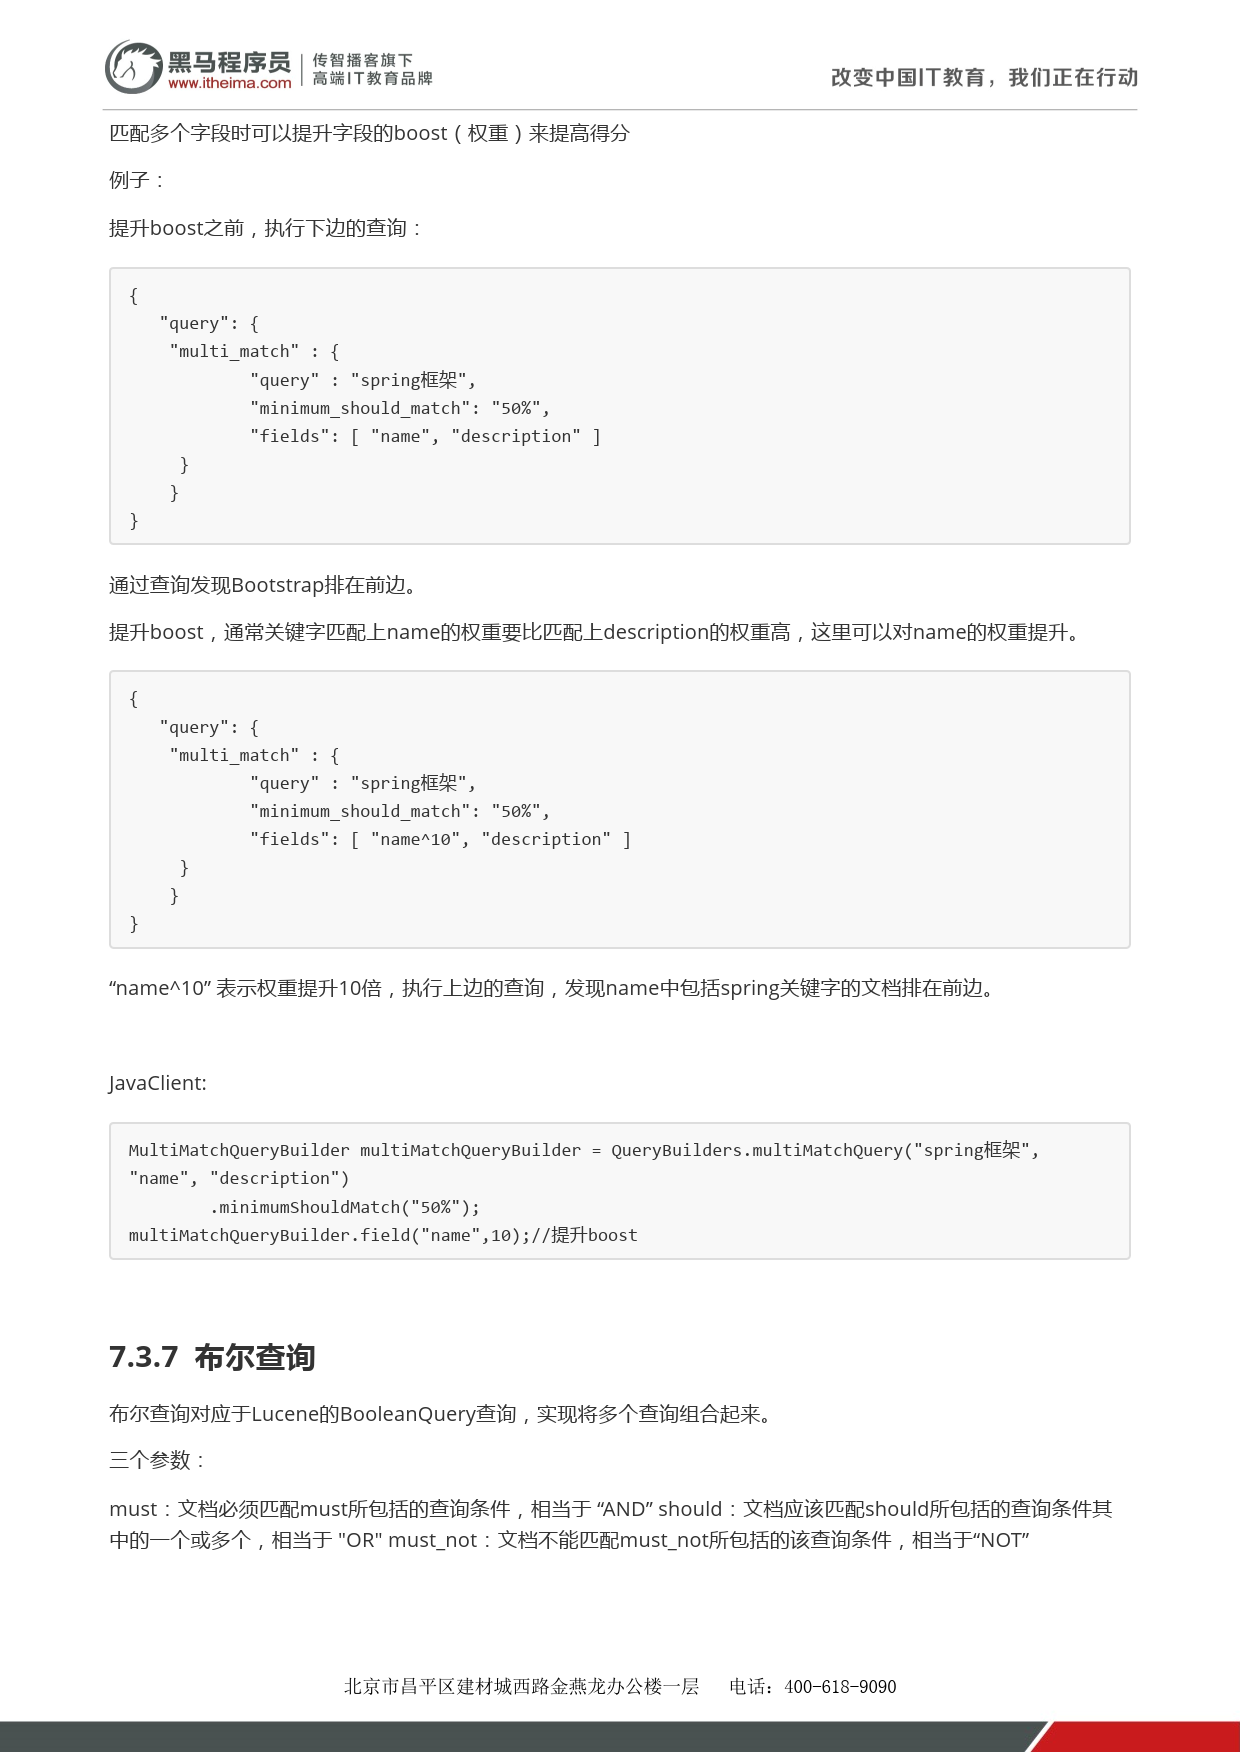 黑马程序员
www.itheima.com
传智播客旗下
高端IT教育品牌
改变中国IT教育，我们正在行动
匹配多个字段时可以提升字段的boost（权重）来提高得分
例子：
提升boost之前，执行下边的查询：
{
   "query": {
    "multi_match" : {
            "query" : "spring框架",
            "minimum_should_match": "50%",
            "fields": [ "name", "description" ]
     }
    }
}
通过查询发现Bootstrap排在前边。
提升boost，通常关键字匹配上name的权重要比匹配上description的权重高，这里可以对name的权重提升。
{
   "query": {
    "multi_match" : {
            "query" : "spring框架",
            "minimum_should_match": "50%",
            "fields": [ "name^10", "description" ]
     }
    }
}
“name^10” 表示权重提升10倍，执行上边的查询，发现name中包括spring关键字的文档排在前边。
JavaClient:
MultiMatchQueryBuilder multiMatchQueryBuilder = QueryBuilders.multiMatchQuery("spring框架",
"name", "description")
        .minimumShouldMatch("50%");
multiMatchQueryBuilder.field("name",10);//提升boost
7.3.7 布尔查询
布尔查询对应于Lucene的BooleanQuery查询，实现将多个查询组合起来。
三个参数：
must：文档必须匹配must所包括的查询条件，相当于 “AND” should：文档应该匹配should所包括的查询条件其
中的一个或多个，相当于 "OR" must_not：文档不能匹配must_not所包括的该查询条件，相当于“NOT”
北京市昌平区建材城西路金燕龙办公楼一层 电话：400-618-9090